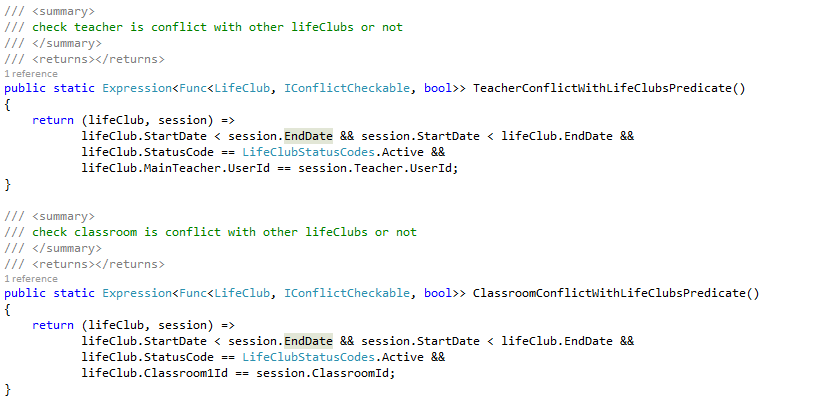 /// <summary>
/// check teacher is conflict with other lifeClubs or not
/// </summary>
/// <returns></returns>
1 reference
public static Expression<Func<LifeClub, IConflictCheckable, bool>> TeacherConflictWithLifeClubsPredicate()
{
    return (lifeClub, session) =>
           lifeClub.StartDate < session.EndDate && session.StartDate < lifeClub.EndDate &&
           lifeClub.StatusCode == LifeClubStatusCodes.Active &&
           lifeClub.MainTeacher.UserId == session.Teacher.UserId;
}
/// <summary>
/// check classroom is conflict with other lifeClubs or not
/// </summary>
/// <returns></returns>
1 reference
public static Expression<Func<LifeClub, IConflictCheckable, bool>> ClassroomConflictWithLifeClubsPredicate()
{
    return (lifeClub, session) =>
           lifeClub.StartDate < session.EndDate && session.StartDate < lifeClub.EndDate &&
           lifeClub.StatusCode == LifeClubStatusCodes.Active &&
           lifeClub.Classroom1Id == session.ClassroomId;
}